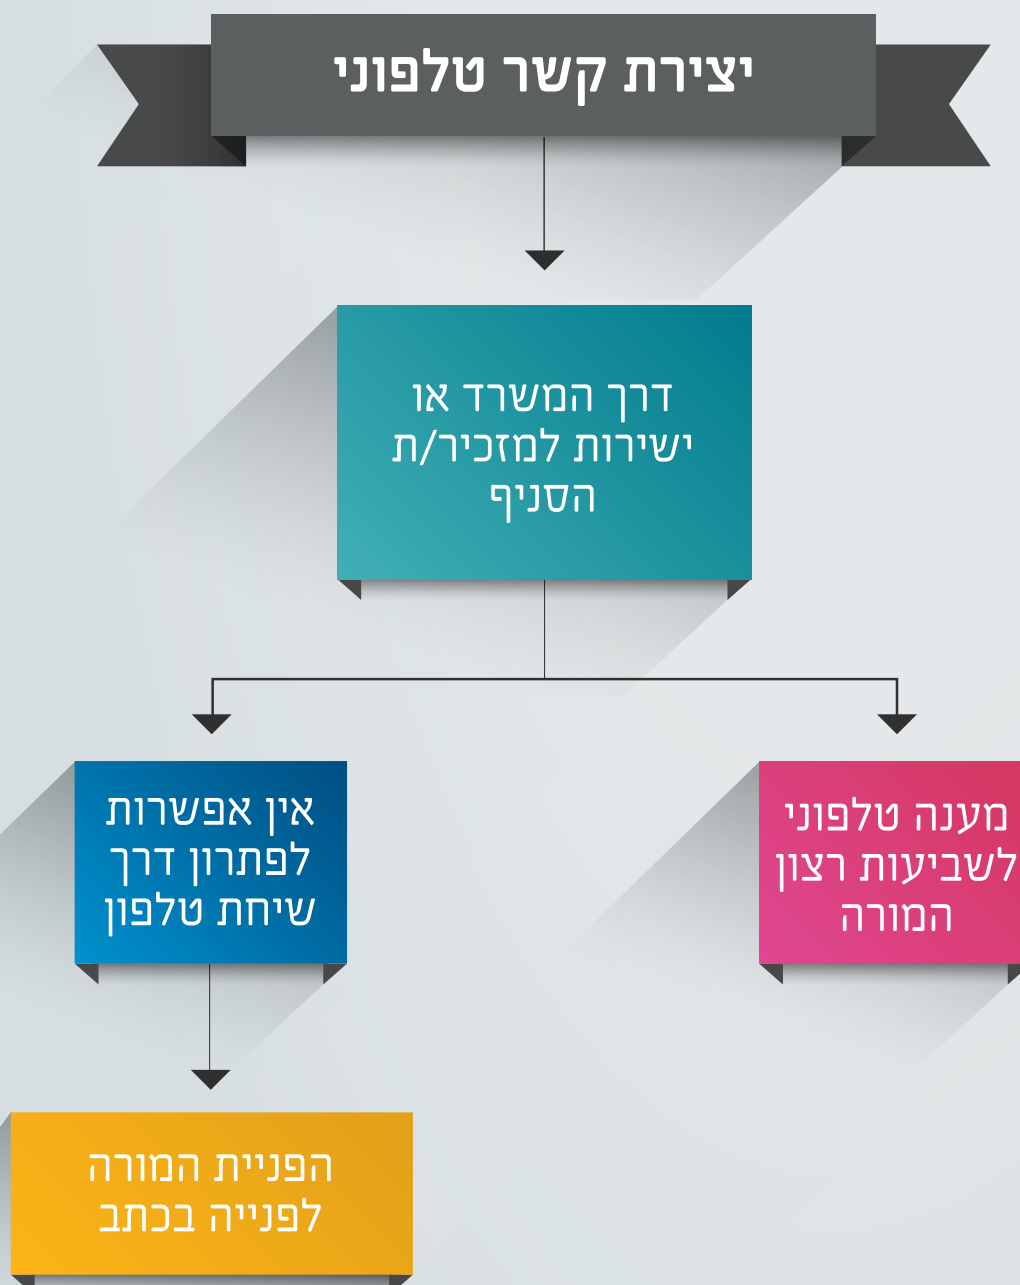 יצירת קשר טלפוני
דרך המשרד או
ישירות למזכיר/ת
הסניף
מענה טלפוני
לשביעות רצון
המורה
אין אפשרות
לפתרון דרך
שיחת טלפון
הפניית המורה
לפנייה בכתב